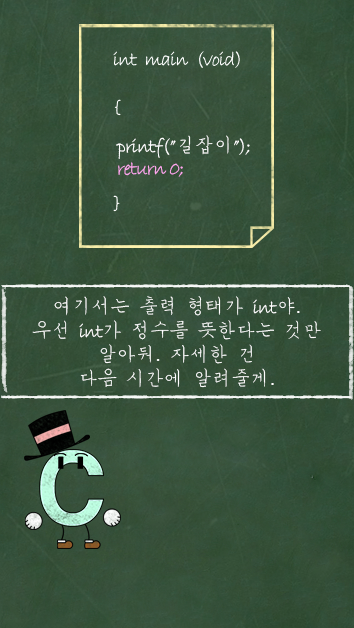 int main (void)
{
printf("길잡이");
return 0;
}
여기서는 출력 형태가 int야.
우선 int가 정수를 뜻한다는 것만
알아둬. 자세한 건
다음 시간에 알려줄게.
C